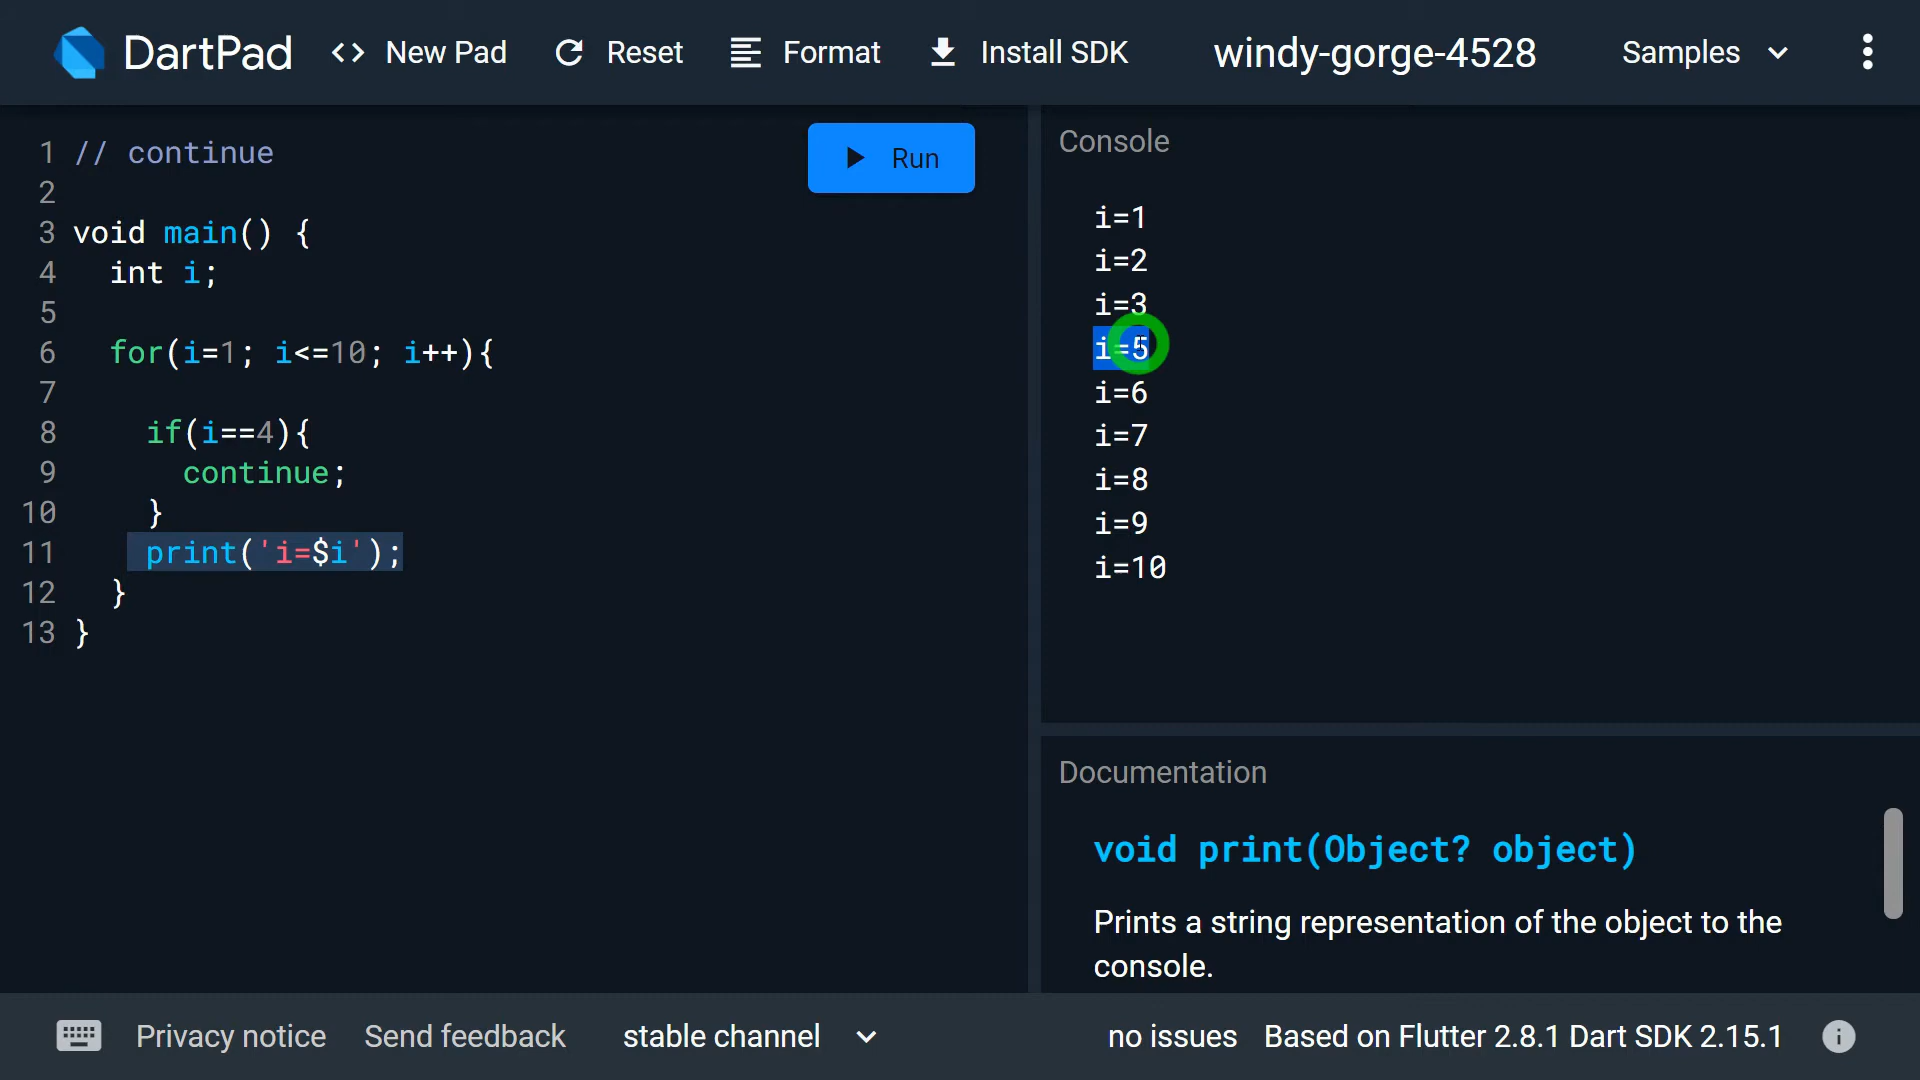 DartPad <> New Pad Reset Format Install SDK windy-gorge-4528 Samples
Run
1 // continue
2
3 void main() {
4 int i;
5
6 for(i=1; i<=10; i++){
7
8 if(i==4){
9 continue;
10 }
11 print('i=$i');
12 }
13 }
Console
i=1
i=2
i=3
i=5
i=6
i=7
i=8
i=9
i=10
Documentation
void print(Object? object)
Prints a string representation of the object to the
console.
Privacy notice Send feedback stable channel no issues Based on Flutter 2.8.1 Dart SDK 2.15.1 i